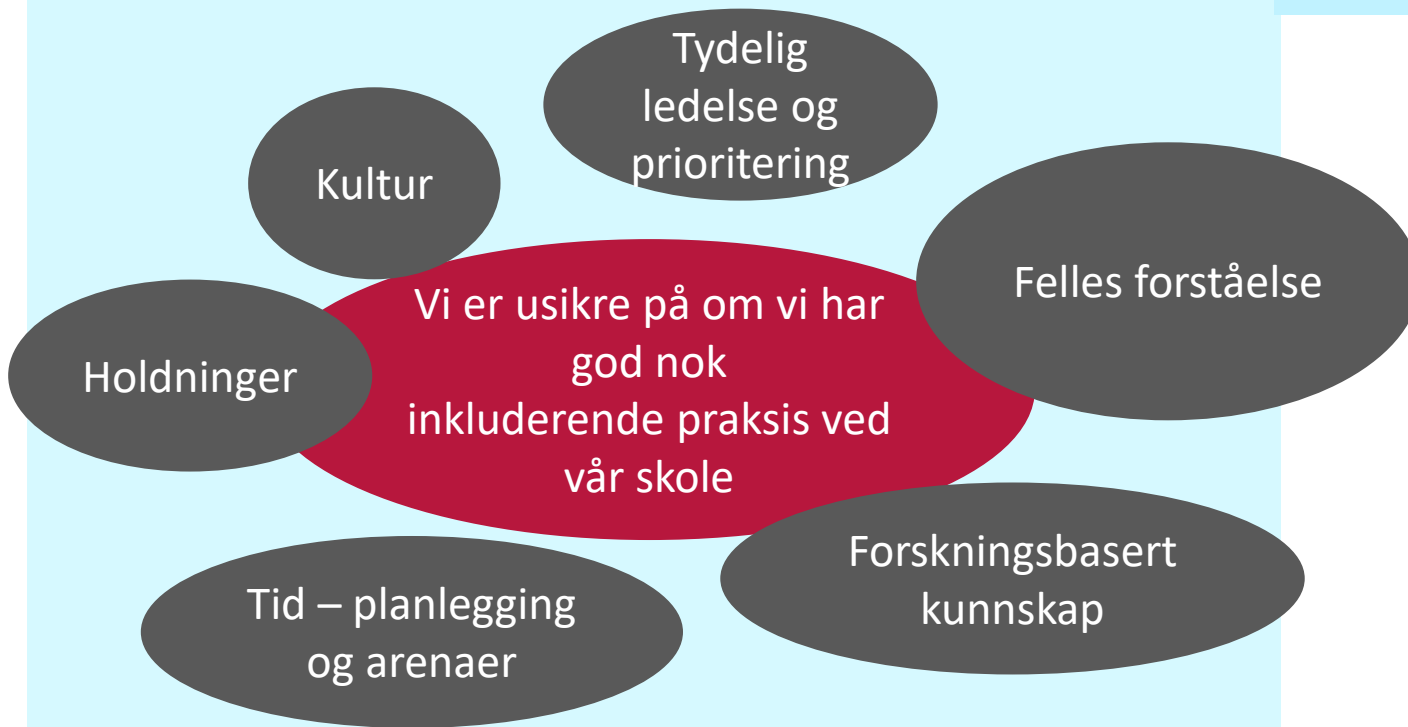 Tydelig
ledelse og
prioritering
Kultur
Felles forståelse
Vi er usikre på om vi har
god nok
inkluderende praksis ved
vår skole
Holdninger
Forskningsbasert
kunnskap
Tid – planlegging
og arenaer